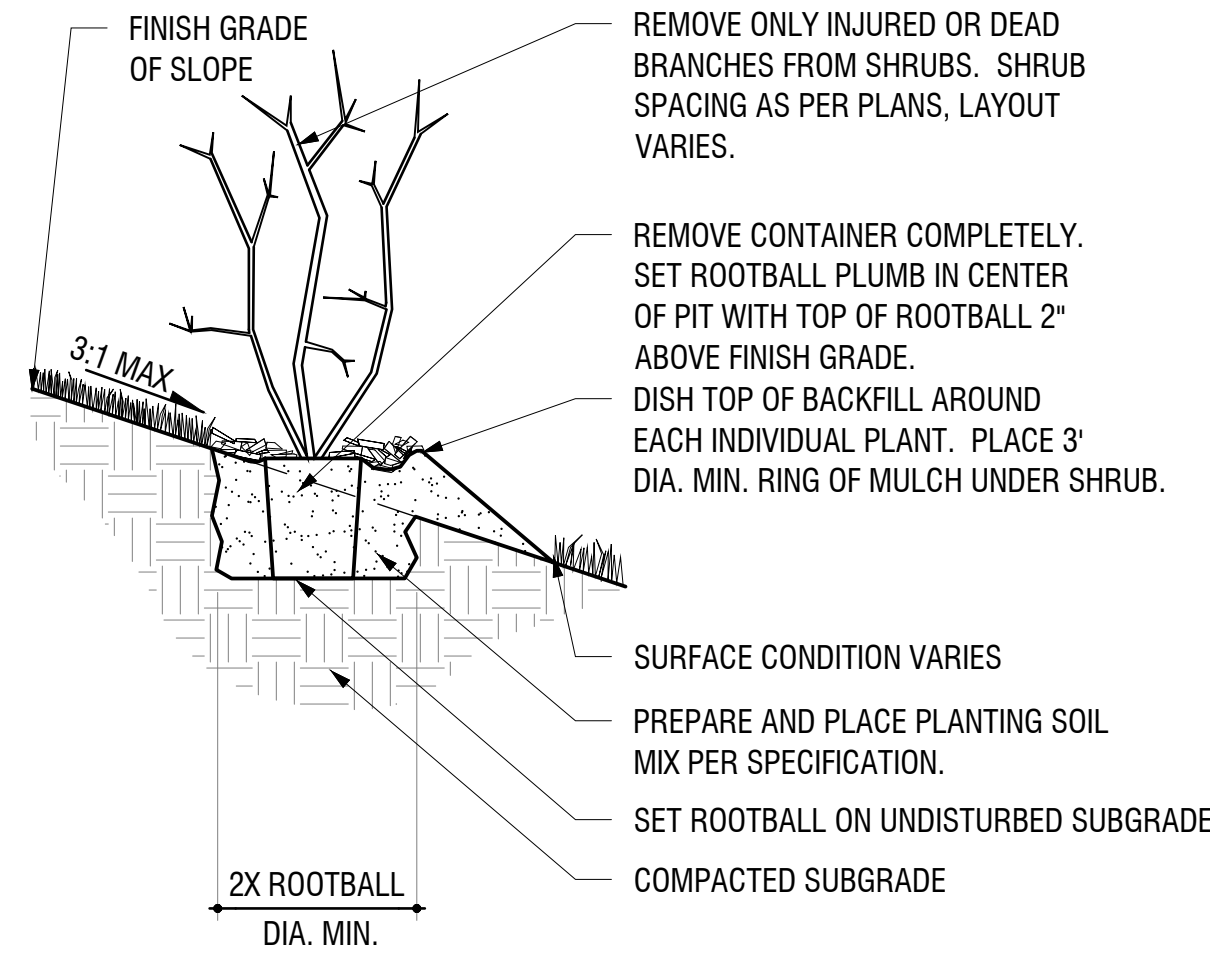 FINISH GRADE
OF SLOPE
REMOVE ONLY INJURED OR DEAD
BRANCHES FROM SHRUBS. SHRUB
SPACING AS PER PLANS, LAYOUT
VARIES.
REMOVE CONTAINER COMPLETELY.
SET ROOTBALL PLUMB IN CENTER
OF PIT WITH TOP OF ROOTBALL 2"
ABOVE FINISH GRADE.
3:1 MAX
DISH TOP OF BACKFILL AROUND
EACH INDIVIDUAL PLANT. PLACE 3'
DIA. MIN. RING OF MULCH UNDER SHRUB.
SURFACE CONDITION VARIES
PREPARE AND PLACE PLANTING SOIL
MIX PER SPECIFICATION.
SET ROOTBALL ON UNDISTURBED SUBGRADE
COMPACTED SUBGRADE
2X ROOTBALL
DIA. MIN.